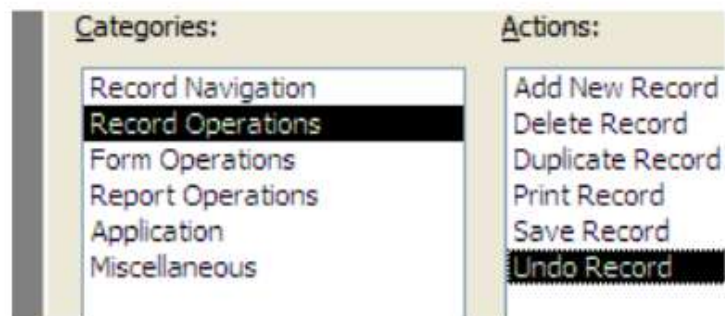 Categories:
Record Navigation
Record Operations
Form Operations
Report Operations
Application
Miscellaneous
Actions:
Add New Record
Delete Record
Duplicate Record
Print Record
Save Record
Undo Record